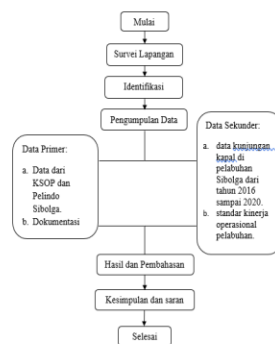 Mulai
Survei Lapangan
Identifikasi
Pengumpulan Data
Data Primer:
a. Data dari
KSOP dan
Pelindo
Sibolga.
b. Dokumentasi
Data Sekunder:
a. data kunjungan
kapal di
pelabuhan
Sibolga dari
tahun 2016
sampai 2020.
b. standar kinerja
operasional
pelabuhan.
Hasil dan Pembahasan
Kesimpulan dan saran
Selesai